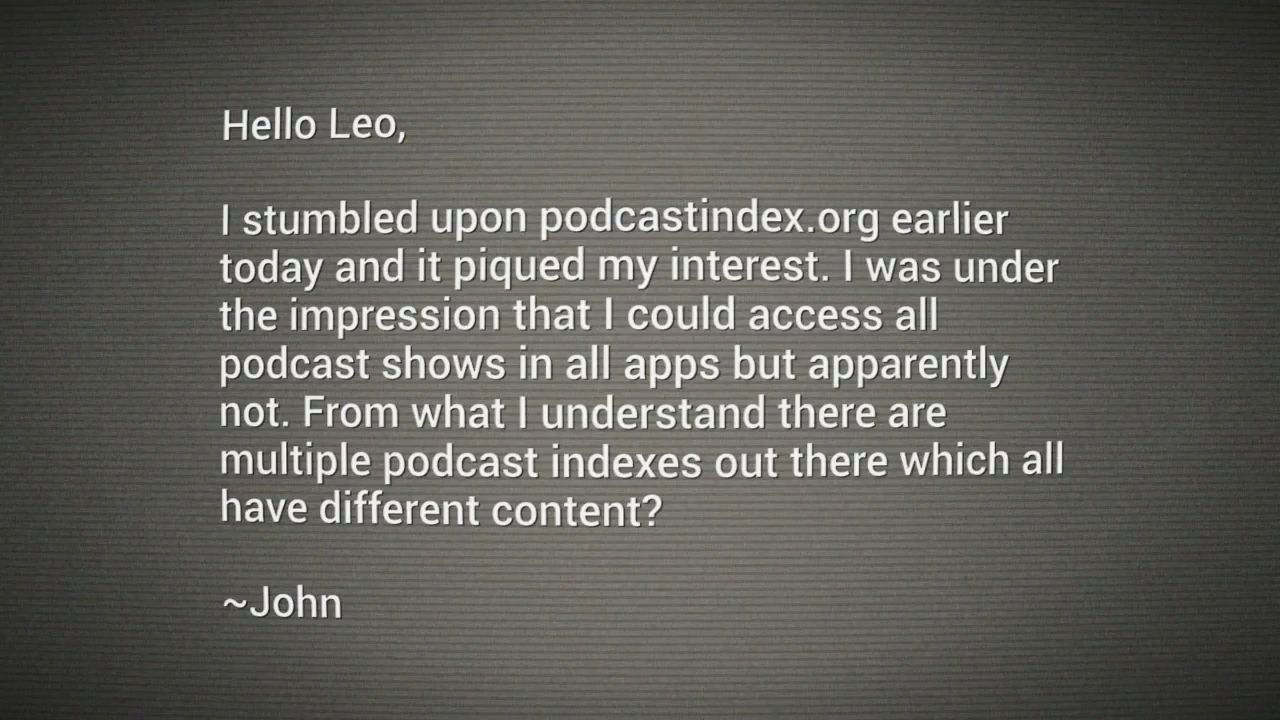 Hello Leo,
I stumbled upon podcastindex.org earlier
today and it piqued my interest. I was under
the impression that I could access all
podcast shows in all apps but apparently
not. From what I understand there are
multiple podcast indexes out there which all
have different content?
~John